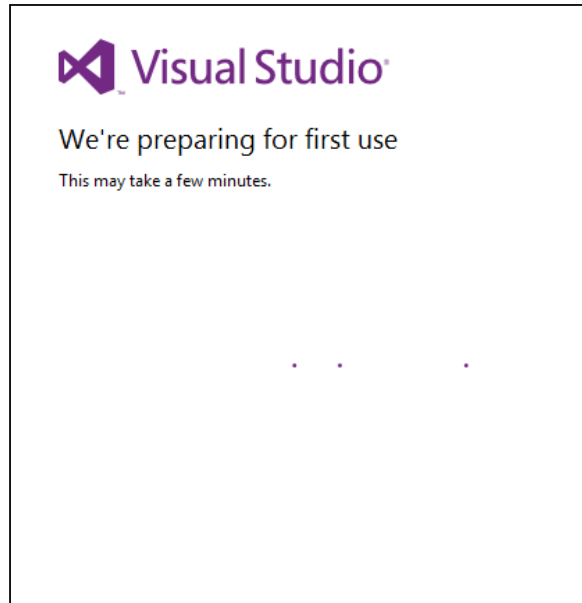 Visual Studio®
We're preparing for first use
This may take a few minutes.